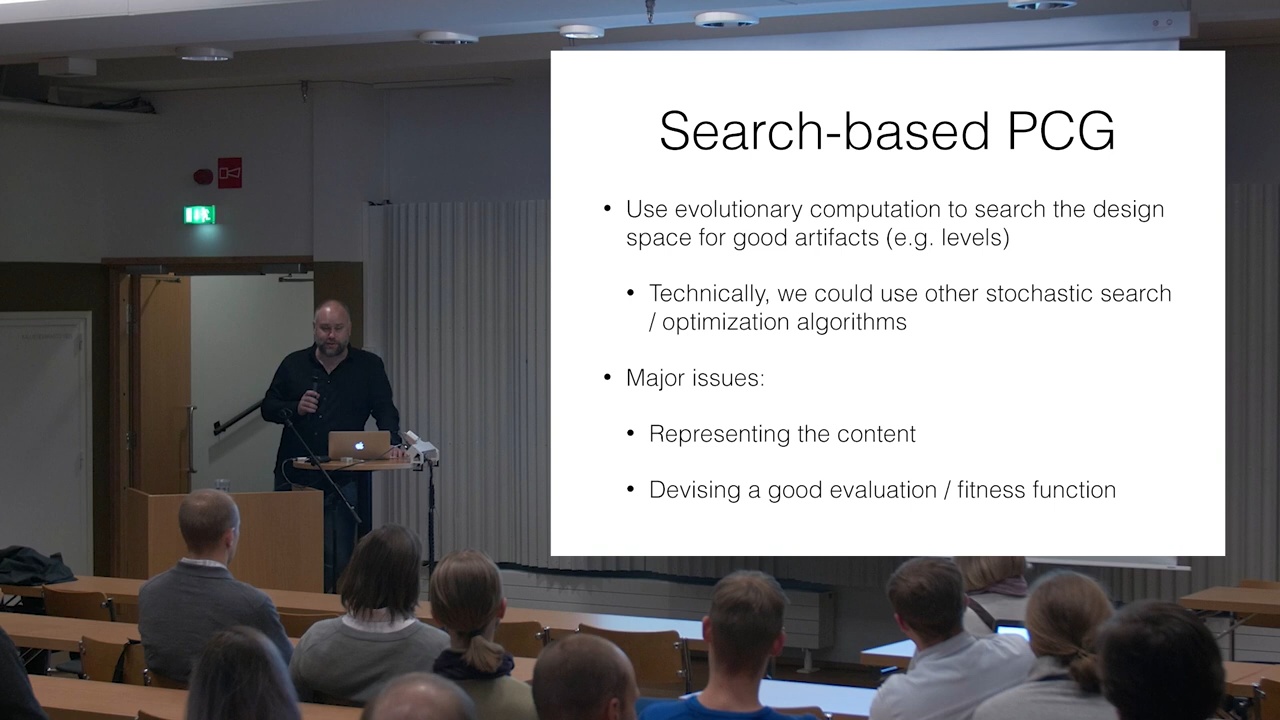 Search-based PCG
• Use evolutionary computation to search the design
space for good artifacts (e.g. levels)
• Technically, we could use other stochastic search
/ optimization algorithms
• Major issues:
• Representing the content
• Devising a good evaluation / fitness function